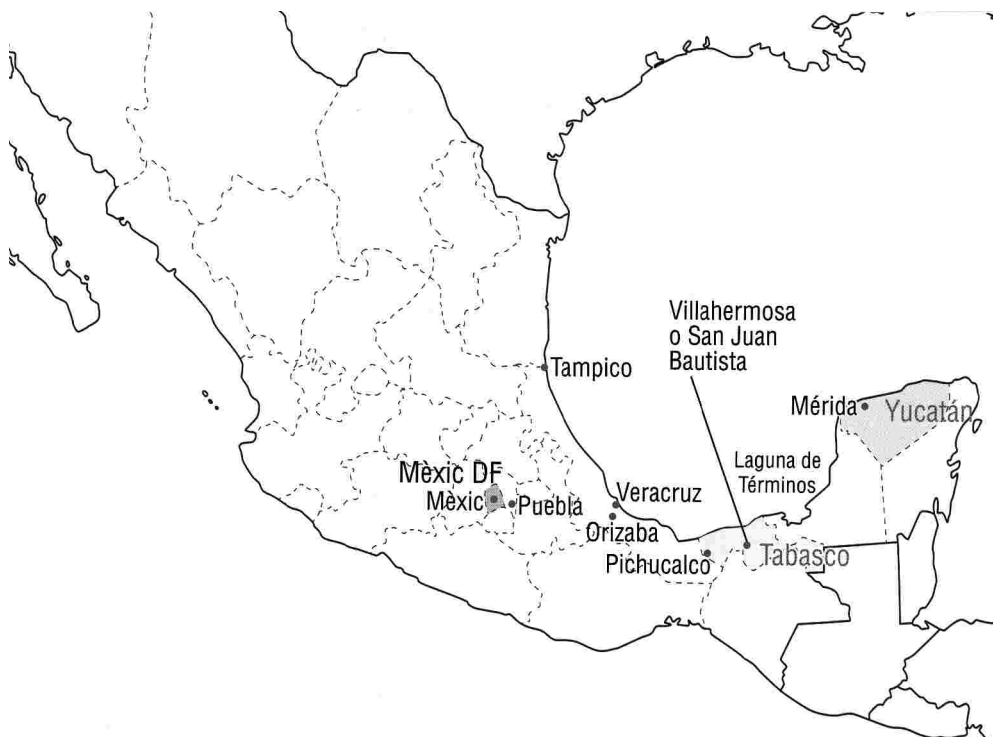 Villahermosa
o San Juan
Bautista
Tampico
Mérida
Yucatán
Laguna de
Términos
Mèxic DF
Mèxic
Puebla
Veracruz
Orizaba
Pichucalco
Tabasco